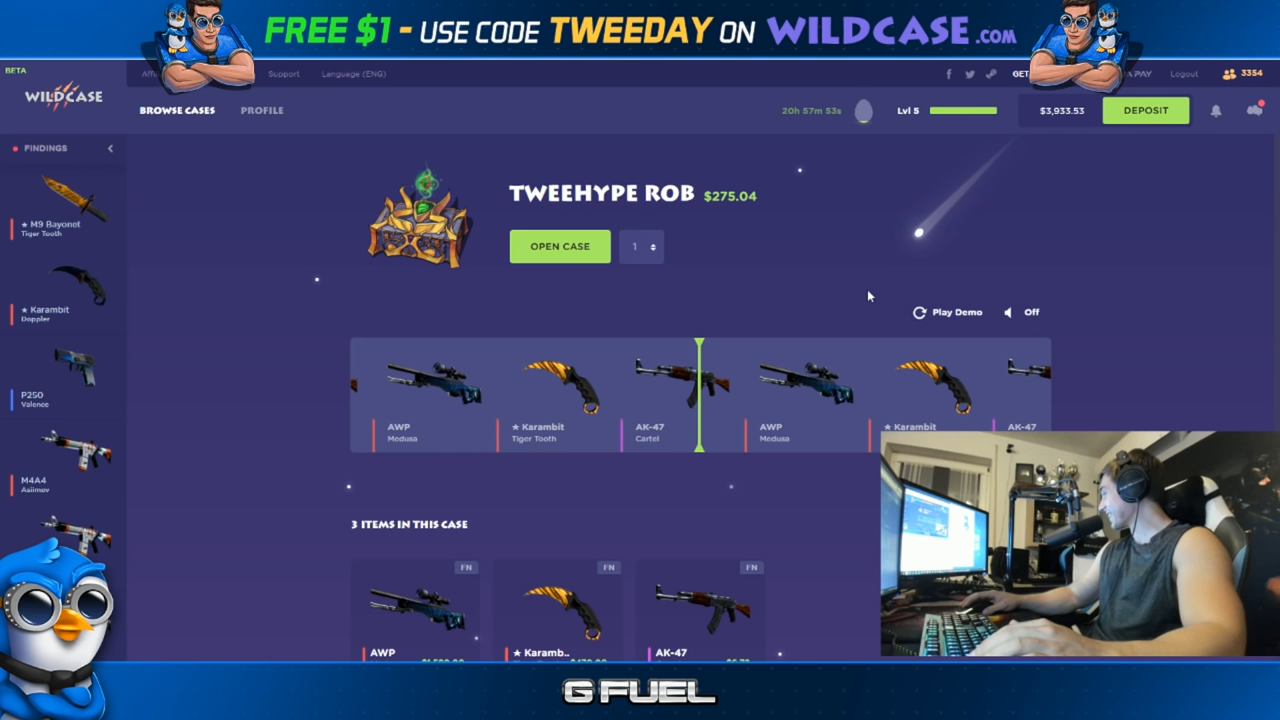 FREE $1 - USE CODE TWEEDAY ON WILDCASE.COM
BETA
WILDCASE
Support
Language (ENG)
GET
PAY
Logout
3354
BROWSE CASES
PROFILE
20h 57m 53s
Lvl 5
$3,933.53
DEPOSIT
FINDINGS
★ M9 Bayonet
Tiger Tooth
★ Karambit
Doppler
P250
Valence
M4A4
Asiimov
TWEEHYPE ROB $275.04
OPEN CASE
1
Play Demo
Off
AWP
Medusa
★ Karambit
Tiger Tooth
AK-47
Cartel
AWP
Medusa
★ Karambit
AK-47
3 ITEMS IN THIS CASE
FN
FN
FN
AWP
★ Karamb..
AK-47
G FUEL